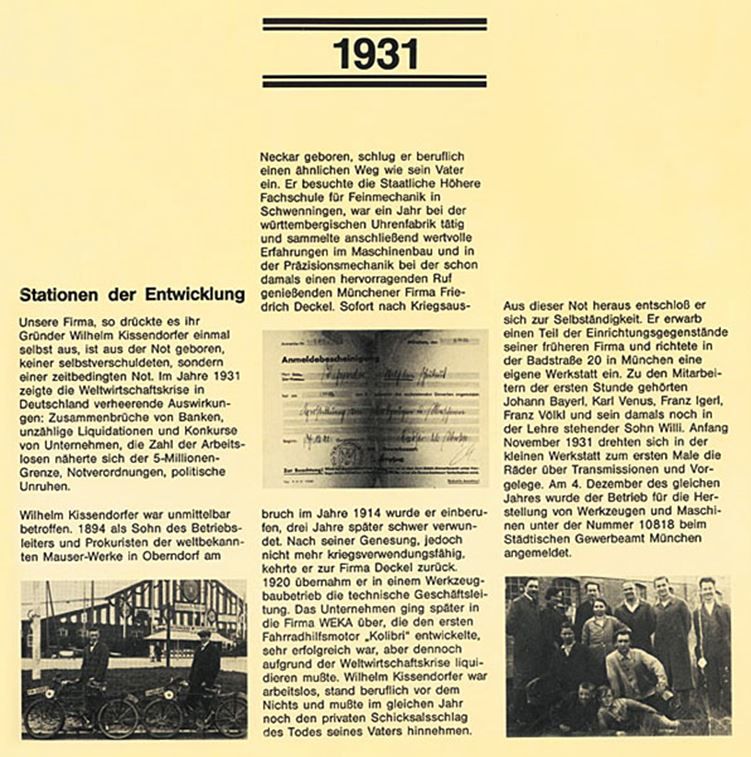 1931
Stationen der Entwicklung
Unsere Firma, so drückte es ihr
Gründer Wilhelm Kissendorfer einmal
selbst aus, ist aus der Not geboren,
keiner selbstverschuldeten, sondern
einer zeitbedingten Not. Im Jahre 1931
zeigte die Weltwirtschaftskrise in
Deutschland verheerende Auswirkun-
gen: Zusammenbrüche von Banken,
unzählige Liquidationen und Konkurse
von Unternehmen, die Zahl der Arbeits-
losen näherte sich der 5-Millionen-
Grenze, Notverordnungen, politische
Unruhen.
Wilhelm Kissendorfer war unmittelbar
betroffen. 1894 als Sohn des Betriebs-
leiters und Prokuristen der weltbekann-
ten Mauser-Werke in Oberndorf am
Neckar geboren, schlug er beruflich
einen ähnlichen Weg wie sein Vater
ein. Er besuchte die Staatliche Höhere
Fachschule für Feinmechanik in
Schwenningen, war ein Jahr bei der
württembergischen Uhrenfabrik tätig
und sammelte anschließend wertvolle
Erfahrungen im Maschinenbau und in
der Präzisionsmechanik bei der schon
damals einen hervorragenden Ruf
genießenden Münchener Firma Frie-
drich Deckel. Sofort nach Kriegsaus-
Anmeldebescheinigung
Zur Beachtung!
bruch im Jahre 1914 wurde er einberu-
fen, drei Jahre später schwer verwun-
det. Nach seiner Genesung, jedoch
nicht mehr kriegsverwendungsfähig,
kehrte er zur Firma Deckel zurück.
1920 übernahm er in einem Werkzeug-
baubetrieb die technische Geschäftslei-
tung. Das Unternehmen ging später in
die Firma WEKA über, die den ersten
Fahrradhilfsmotor „Kolibri“ entwickelte,
sehr erfolgreich war, aber dennoch
aufgrund der Weltwirtschaftskrise liqui-
dieren mußte. Wilhelm Kissendorfer war
arbeitslos, stand beruflich vor dem
Nichts und mußte im gleichen Jahr
noch den privaten Schicksalsschlag
des Todes seines Vaters hinnehmen.
Aus dieser Not heraus entschloß er
sich zur Selbständigkeit. Er erwarb
einen Teil der Einrichtungsgegenstände
seiner früheren Firma und richtete in
der Badstraße 20 in München eine
eigene Werkstatt ein. Zu den Mitarbei-
tern der ersten Stunde gehörten
Johann Bayerl, Karl Venus, Franz Igerl,
Franz Völkl und sein damals noch in
der Lehre stehender Sohn Willi. Anfang
November 1931 drehten sich in der
kleinen Werkstatt zum ersten Male die
Räder über Transmissionen und Vor-
gelege. Am 4. Dezember des gleichen
Jahres wurde der Betrieb für die Her-
stellung von Werkzeugen und Maschi-
nen unter der Nummer 10818 beim
Städtischen Gewerbeamt München
angemeldet.